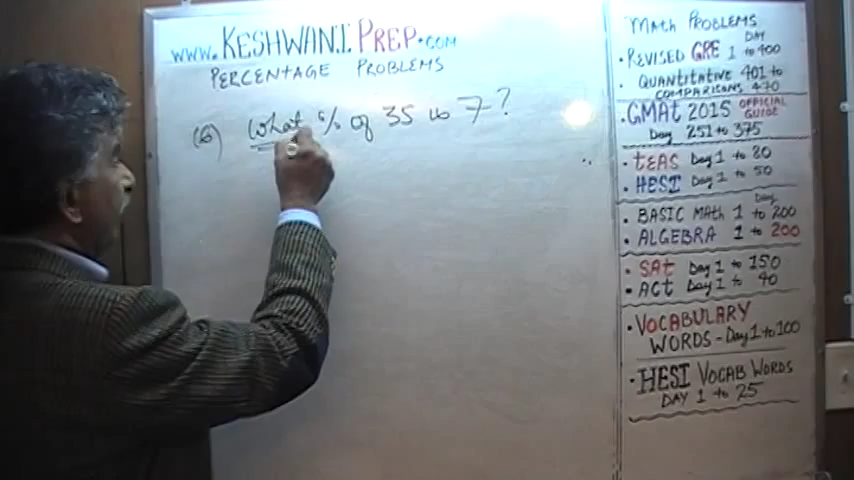 www.KESHWANIPREP.COM
PERCENTAGE PROBLEMS
(6) What % of 35 is 7?
MATH PROBLEMS
DAY
• REVISED GRE 1 to 400
• QUANTITATIVE 401 to
COMPARISONS 470
• GMAT 2015 OFFICIAL GUIDE
Day 251 to 375
• TEAS Day 1 to 80
• HESI Day 1 to 50
Day
• BASIC MATH 1 to 200
• ALGEBRA 1 to 200
• SAT Day 1 to 150
• ACT Day 1 to 40
• VOCABULARY
WORDS - Day 1 to 100
• HESI VOCAB WORDS
DAY 1 to 25